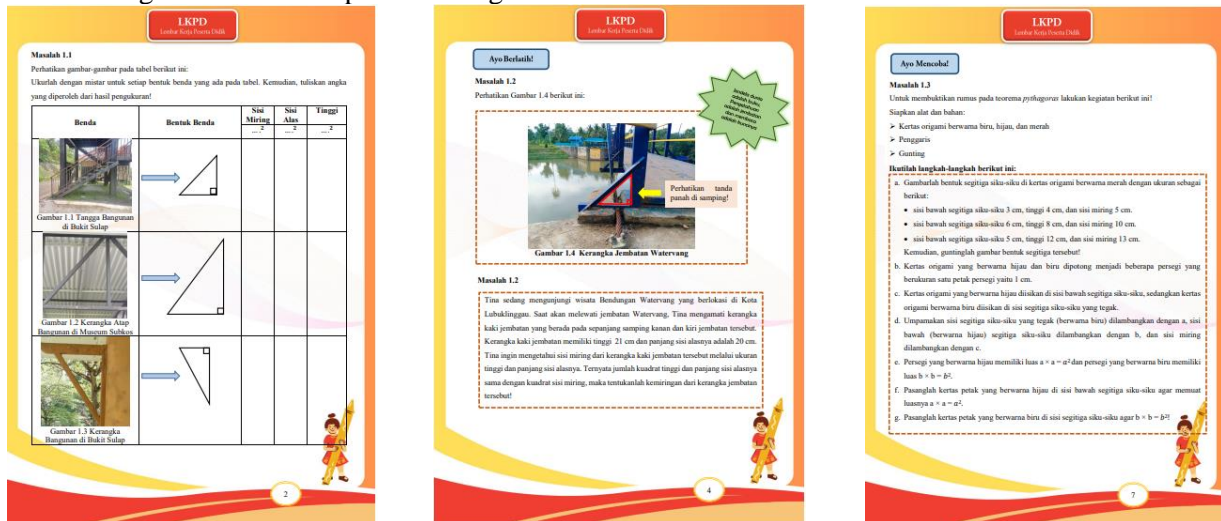 LKPD
Lembar Kerja Peserta Didik
Masalah 1.1
Perhatikan gambar-gambar pada tabel berikut ini:
Ukurlah dengan mistar untuk setiap bentuk benda yang ada pada tabel. Kemudian, tuliskan angka
yang diperoleh dari hasil pengukuran!
Benda
Bentuk Benda
Sisi Miring
Sisi Alas
Tinggi
...²
...²
...²
Gambar 1.1 Tangga Bangunan
di Bukit Sulap
Gambar 1.2 Kerangka Atap
Bangunan di Museum Subkos
Gambar 1.3 Kerangka
Bangunan di Bukit Sulap
2
LKPD
Lembar Kerja Peserta Didik
Ayo Berlatih!
Masalah 1.2
Perhatikan Gambar 1.4 berikut ini:
Jendela dunia
adalah buku.
Pengetahuan
adalah jembatan
dan membaca
adalah kuncinya
Perhatikan tanda
panah di samping!
Gambar 1.4 Kerangka Jembatan Watervang
Masalah 1.2
Tina sedang mengunjungi wisata Bendungan Watervang yang berlokasi di Kota
Lubuklinggau. Saat akan melewati jembatan Watervang, Tina mengamati kerangka
kaki jembatan yang berada pada sepanjang samping kanan dan kiri jembatan tersebut.
Kerangka kaki jembatan memiliki tinggi 21 cm dan panjang sisi alasnya adalah 20 cm.
Tina ingin mengetahui sisi miring dari kerangka kaki jembatan tersebut melalui ukuran
tinggi dan panjang sisi alasnya. Ternyata jumlah kuadrat tinggi dan panjang sisi alasnya
sama dengan kuadrat sisi miring, maka tentukanlah kemiringan dari kerangka jembatan
tersebut!
4
LKPD
Lembar Kerja Peserta Didik
Ayo Mencoba!
Masalah 1.3
Untuk membuktikan rumus pada teorema pythagoras lakukan kegiatan berikut ini!
Siapkan alat dan bahan:
➢ Kertas origami berwarna biru, hijau, dan merah
➢ Penggaris
➢ Gunting
Ikutilah langkah-langkah berikut ini:
a. Gambarlah bentuk segitiga siku-siku di kertas origami berwarna merah dengan ukuran sebagai
berikut:
• sisi bawah segitiga siku-siku 3 cm, tinggi 4 cm, dan sisi miring 5 cm.
• sisi bawah segitiga siku-siku 6 cm, tinggi 8 cm, dan sisi miring 10 cm.
• sisi bawah segitiga siku-siku 5 cm, tinggi 12 cm, dan sisi miring 13 cm.
Kemudian, guntinglah gambar bentuk segitiga tersebut!
b. Kertas origami yang berwarna hijau dan biru dipotong menjadi beberapa persegi yang
berukuran satu petak persegi yaitu 1 cm.
c. Kertas origami yang berwarna hijau diisikan di sisi bawah segitiga siku-siku, sedangkan kertas
origami berwarna biru diisikan di sisi segitiga siku-siku yang tegak.
d. Umpamakan sisi segitiga siku-siku yang tegak (berwarna biru) dilambangkan dengan a, sisi
bawah (berwarna hijau) segitiga siku-siku dilambangkan dengan b, dan sisi miring
dilambangkan dengan c.
e. Persegi yang berwarna hijau memiliki luas a × a = a² dan persegi yang berwarna biru memiliki
luas b × b = b².
f. Pasanglah kertas petak yang berwarna hijau di sisi bawah segitiga siku-siku agar memuat
luasnya a × a = a².
g. Pasanglah kertas petak yang berwarna biru di sisi segitiga siku-siku agar b × b = b²!
7